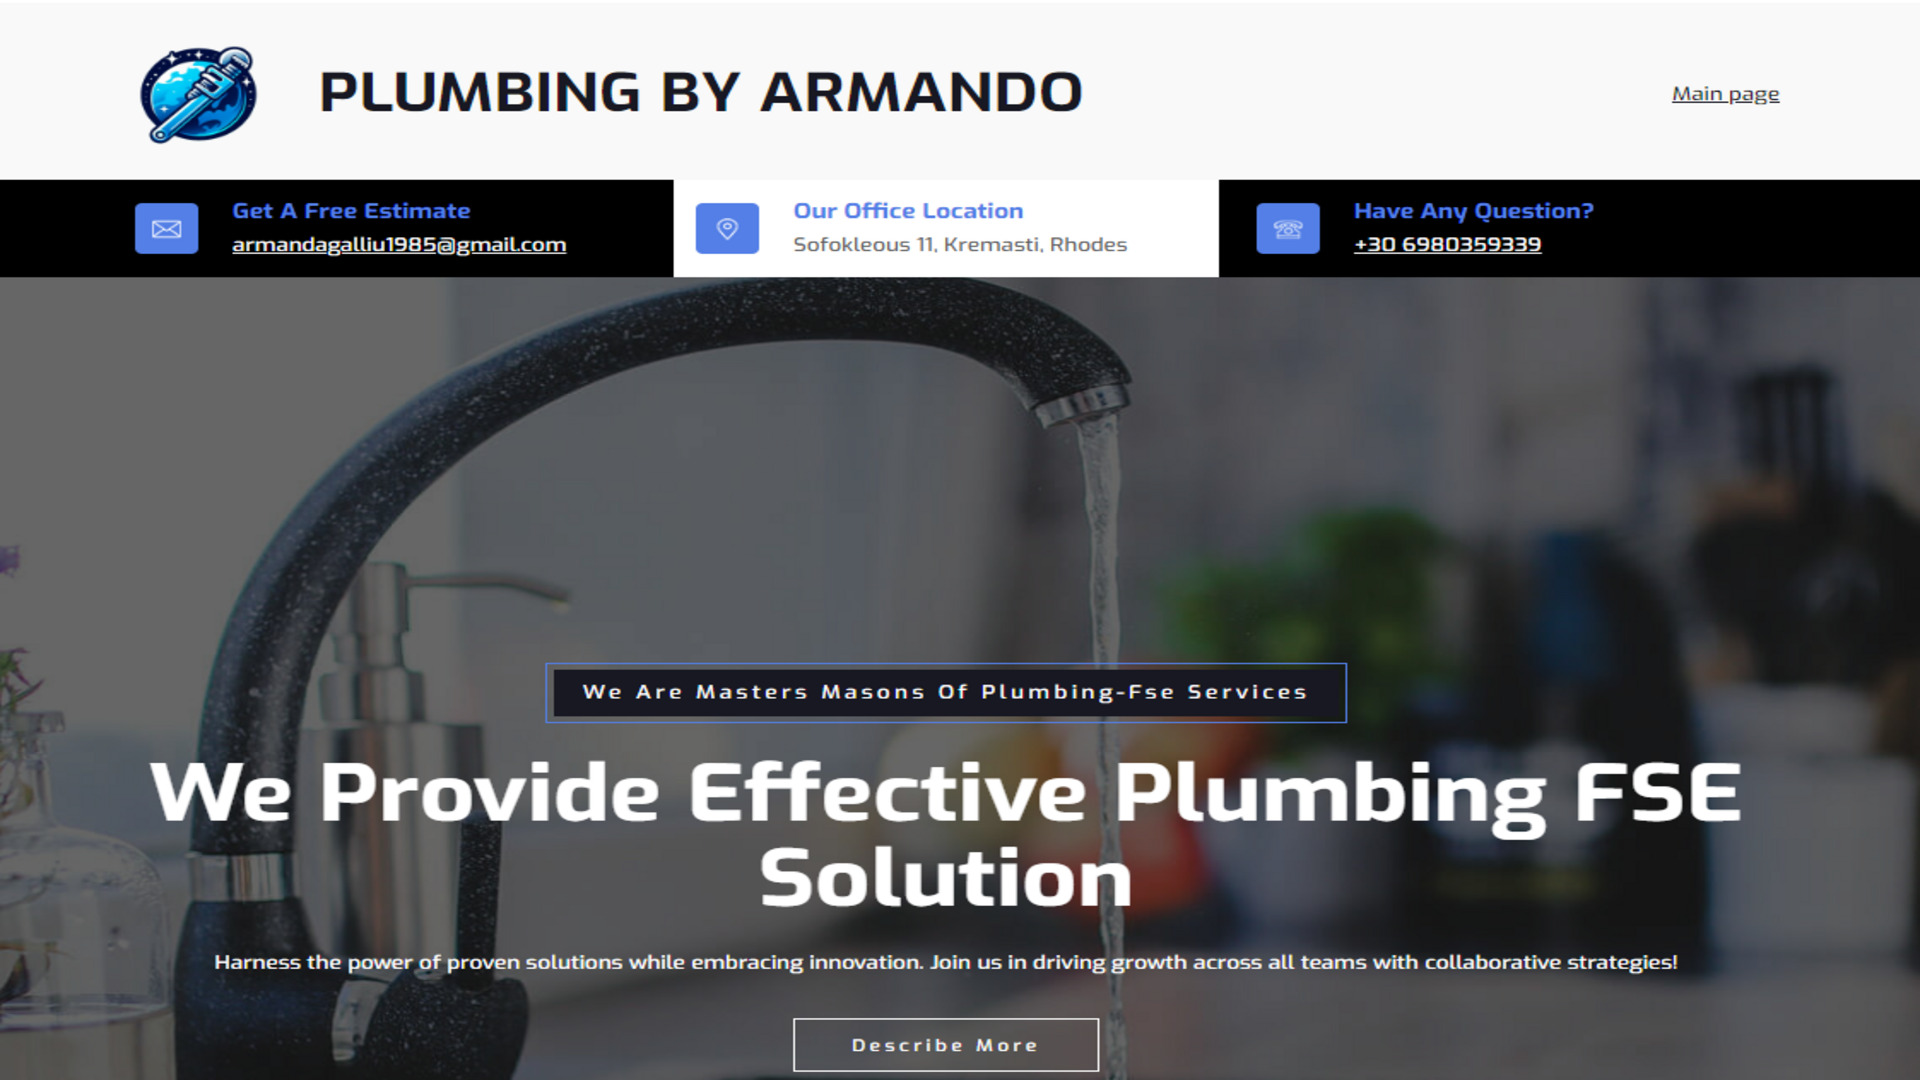 PLUMBING BY ARMANDO
Main page
Get A Free Estimate
armandagalliu1985@gmail.com
Our Office Location
Sofokleous 11, Kremasti, Rhodes
Have Any Question?
+30 6980359339
We Are Masters Masons Of Plumbing-Fse Services
We Provide Effective Plumbing FSE
Solution
Harness the power of proven solutions while embracing innovation. Join us in driving growth across all teams with collaborative strategies!
Describe More